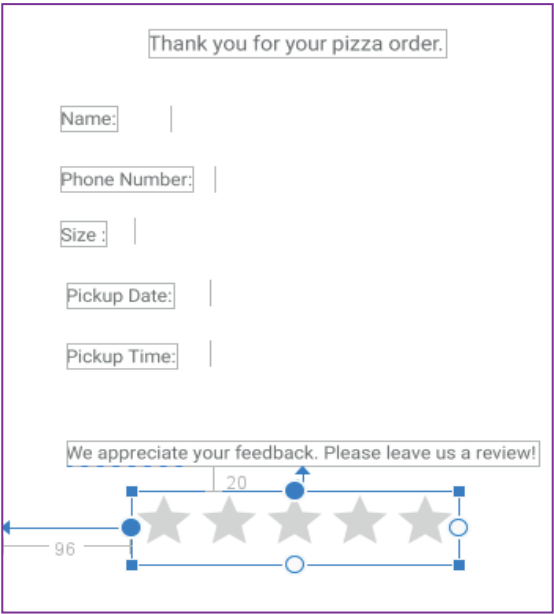 Thank you for your pizza order.
Name:
Phone Number:
Size :
Pickup Date:
Pickup Time:
We appreciate your feedback. Please leave us a review!
20
96